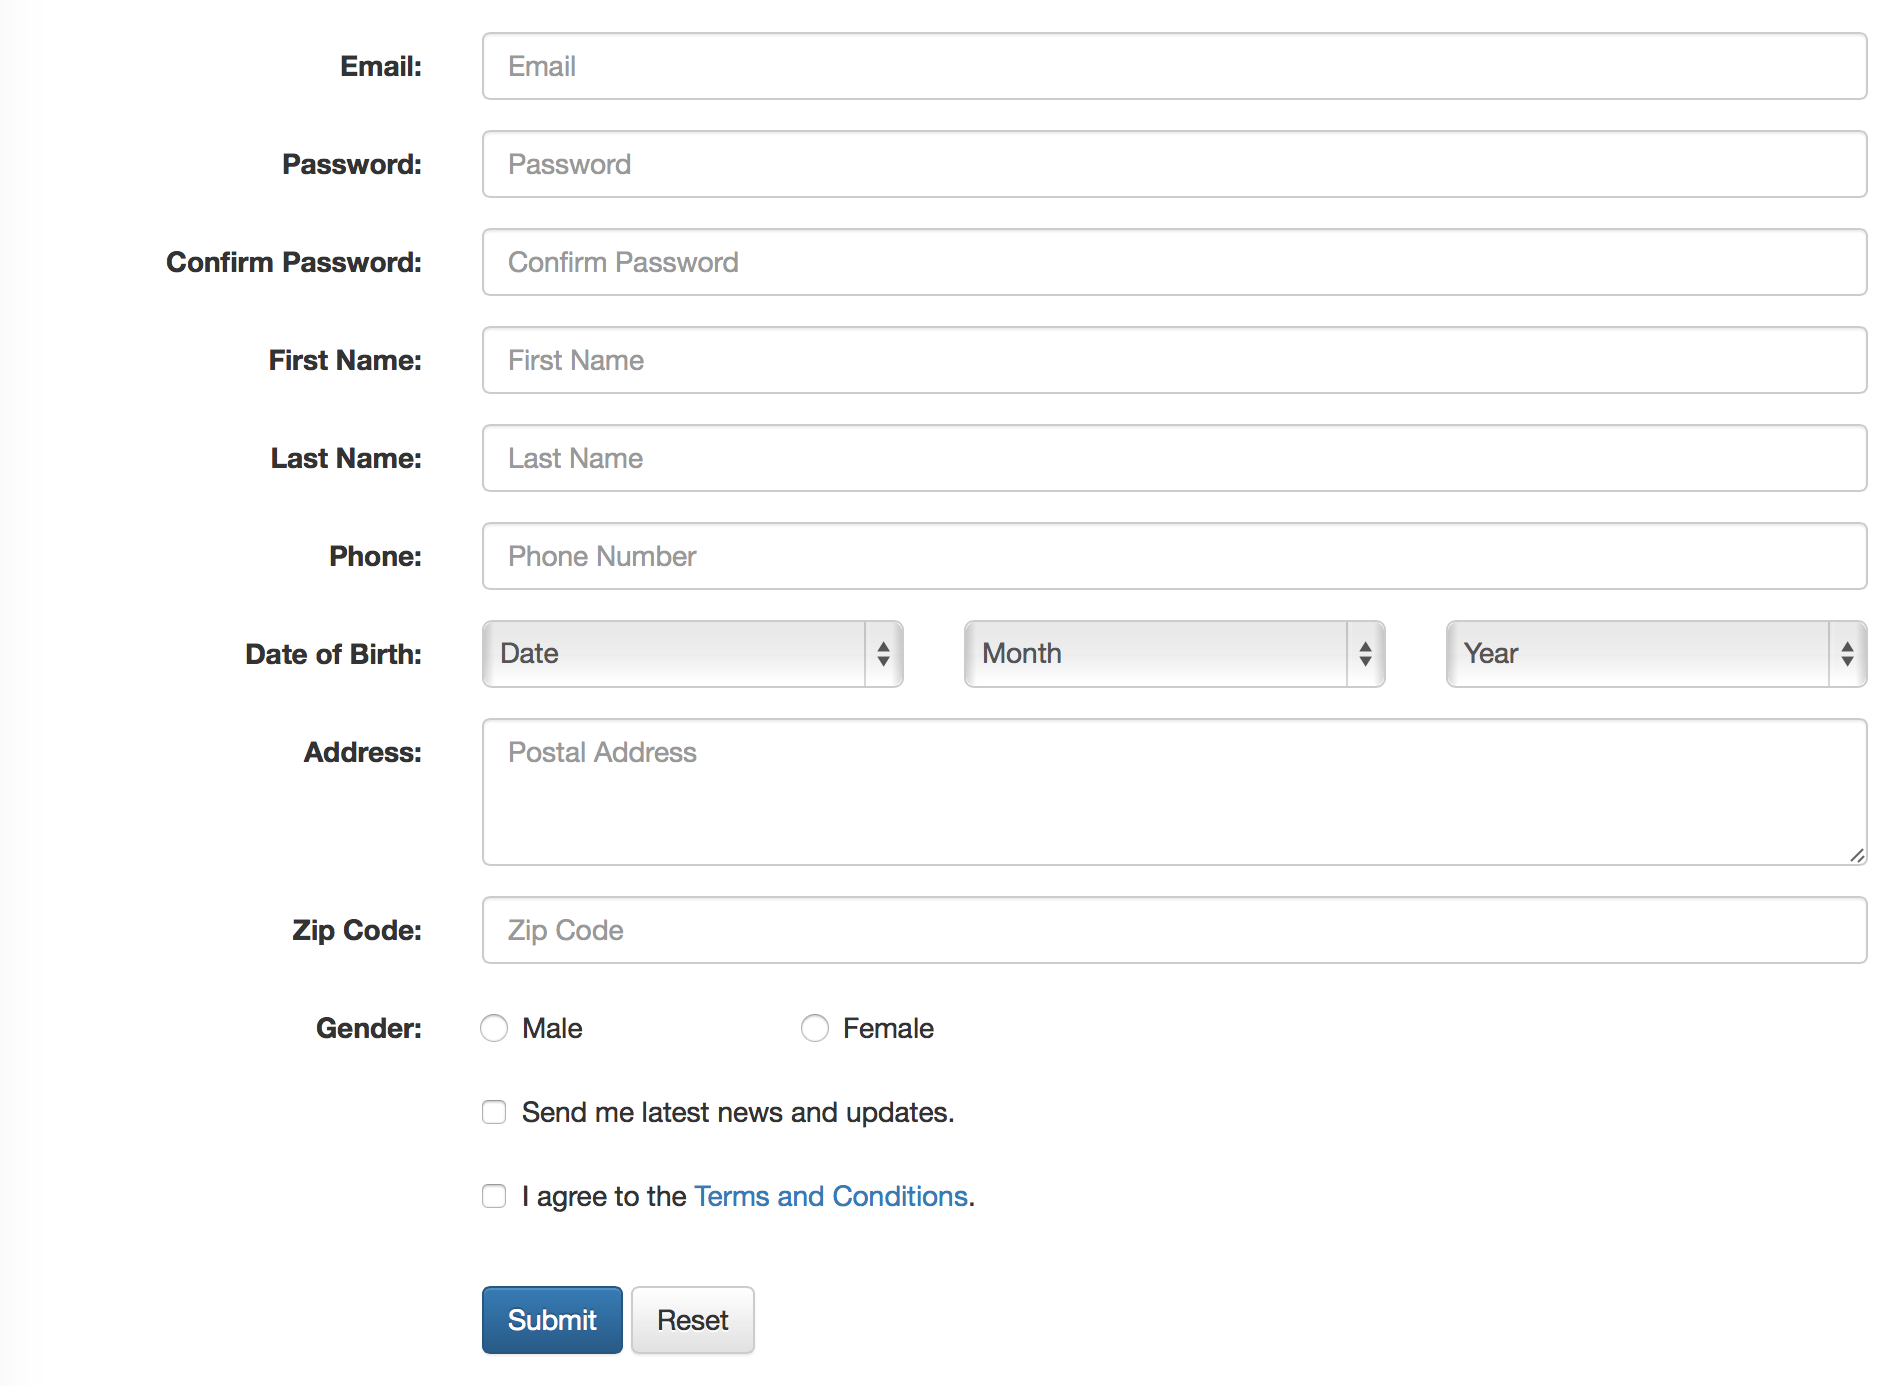 Email: Email
Password: Password
Confirm Password: Confirm Password
First Name: First Name
Last Name: Last Name
Phone: Phone Number
Date of Birth: Date Month Year
Address: Postal Address
Zip Code: Zip Code
Gender: Male Female
Send me latest news and updates.
I agree to the Terms and Conditions.
Submit Reset